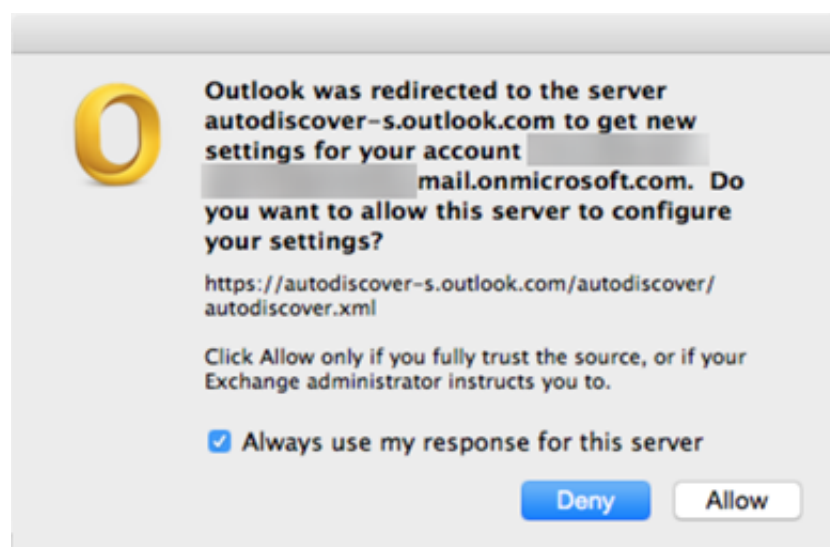 Outlook was redirected to the server
autodiscover-s.outlook.com to get new
settings for your account
mail.onmicrosoft.com. Do
you want to allow this server to configure
your settings?
https://autodiscover-s.outlook.com/autodiscover/
autodiscover.xml
Click Allow only if you fully trust the source, or if your
Exchange administrator instructs you to.
Always use my response for this server
Deny
Allow